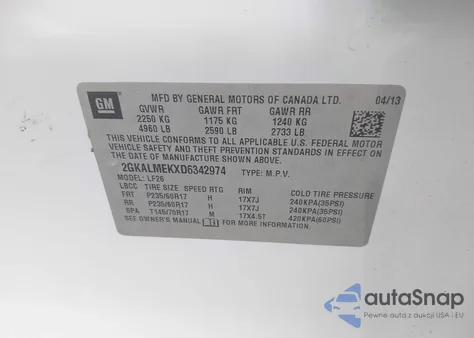 GM
MFD BY GENERAL MOTORS OF CANADA LTD. 04/13
GVWR GAWR FRT GAWR RR
2250 KG 1175 KG 1240 KG
4960 LB 2590 LB 2733 LB
THIS VEHICLE CONFORMS TO ALL APPLICABLE U.S. FEDERAL MOTOR
VEHICLE SAFETY AND THEFT PREVENTION STANDARDS IN EFFECT ON
THE DATE OF MANUFACTURE SHOWN ABOVE.
2GKALMEKXD6342974 TYPE: M.P.V.
MODEL: LF26
LBCC TIRE SIZE SPEED RTG RIM COLD TIRE PRESSURE
FRT P235/60R17 H 17X7J 240KPA(35PSI)
RR P235/60R17 H 17X7J 240KPA(35PSI)
SPA T145/70R17 M 17X4.5T 420KPA(60PSI)
SEE OWNER'S MANUAL FOR MORE INFORMATION.
autoSnap
Pewne auta z USA i EU